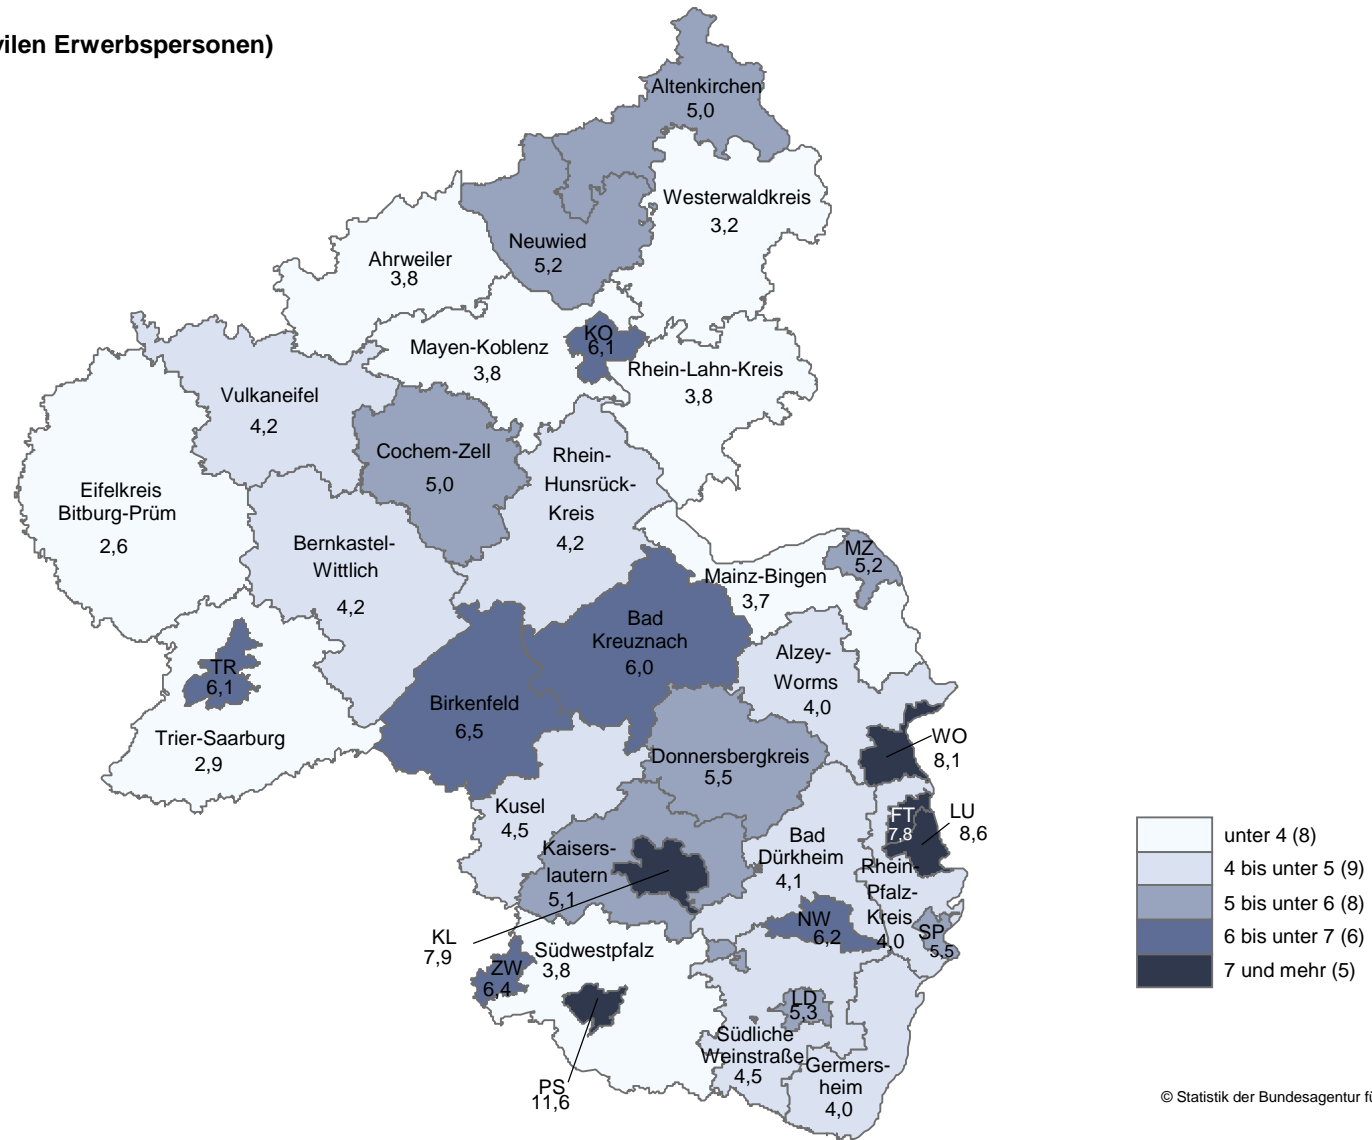 vilen Erwerbspersonen)
Altenkirchen
5,0
Westerwaldkreis
3,2
Neuwied
5,2
Ahrweiler
3,8
KO
6,1
Mayen-Koblenz
3,8
Rhein-Lahn-Kreis
3,8
Vulkaneifel
4,2
Cochem-Zell
5,0
Rhein-
Hunsrück-
Kreis
4,2
Eifelkreis
Bitburg-Prüm
2,6
Bernkastel-
Wittlich
4,2
MZ
5,2
Mainz-Bingen
3,7
Bad
Kreuznach
6,0
Alzey-
Worms
4,0
TR
6,1
Trier-Saarburg
2,9
Birkenfeld
6,5
WO
8,1
Donnersbergkreis
5,5
Kusel
4,5
FT
7,8
LU
8,6
Bad
Dürkheim
4,1
Kaisers-
lautern
5,1
Rhein-
Pfalz-
Kreis
4,0
NW
6,2
SP
5,5
KL
7,9
Südwestpfalz
3,8
ZW
6,4
LD
5,3
Südliche
Weinstraße
4,5
Germers-
heim
4,0
PS
11,6
unter 4 (8)
4 bis unter 5 (9)
5 bis unter 6 (8)
6 bis unter 7 (6)
7 und mehr (5)
© Statistik der Bundesagentur fü